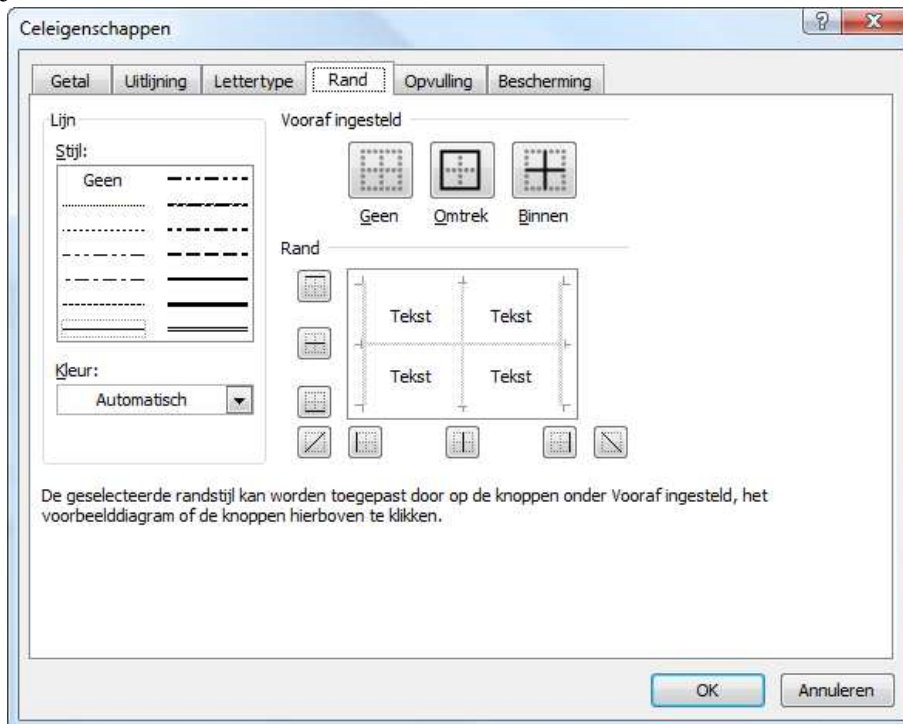 Celeigenschappen
Getal Uitlijning Lettertype Rand Opvulling Bescherming
Lijn
Stijl:
Geen
Kleur:
Automatisch
Vooraf ingesteld
Geen Omtrek Binnen
Rand
Tekst Tekst
Tekst Tekst
De geselecteerde randstijl kan worden toegepast door op de knoppen onder Vooraf ingesteld, het
voorbeelddiagram of de knoppen hierboven te klikken.
OK Annuleren